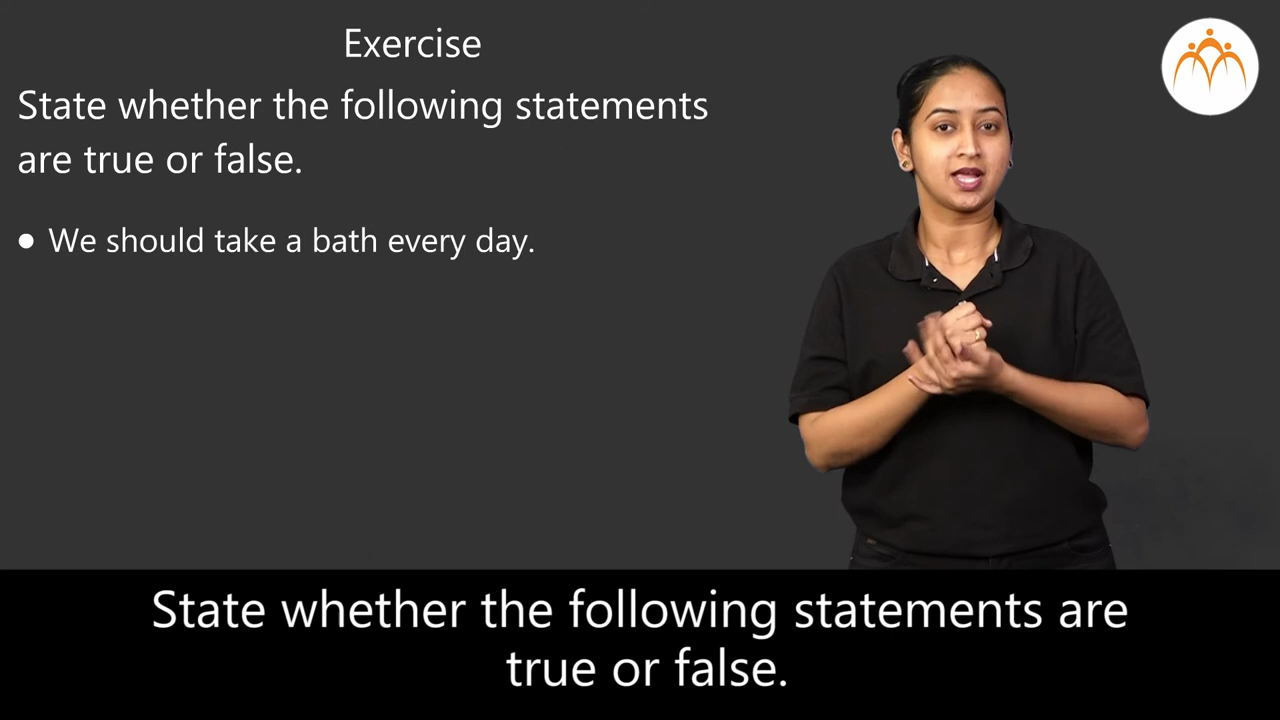 Exercise
State whether the following statements
are true or false.
● We should take a bath every day.
State whether the following statements are
true or false.